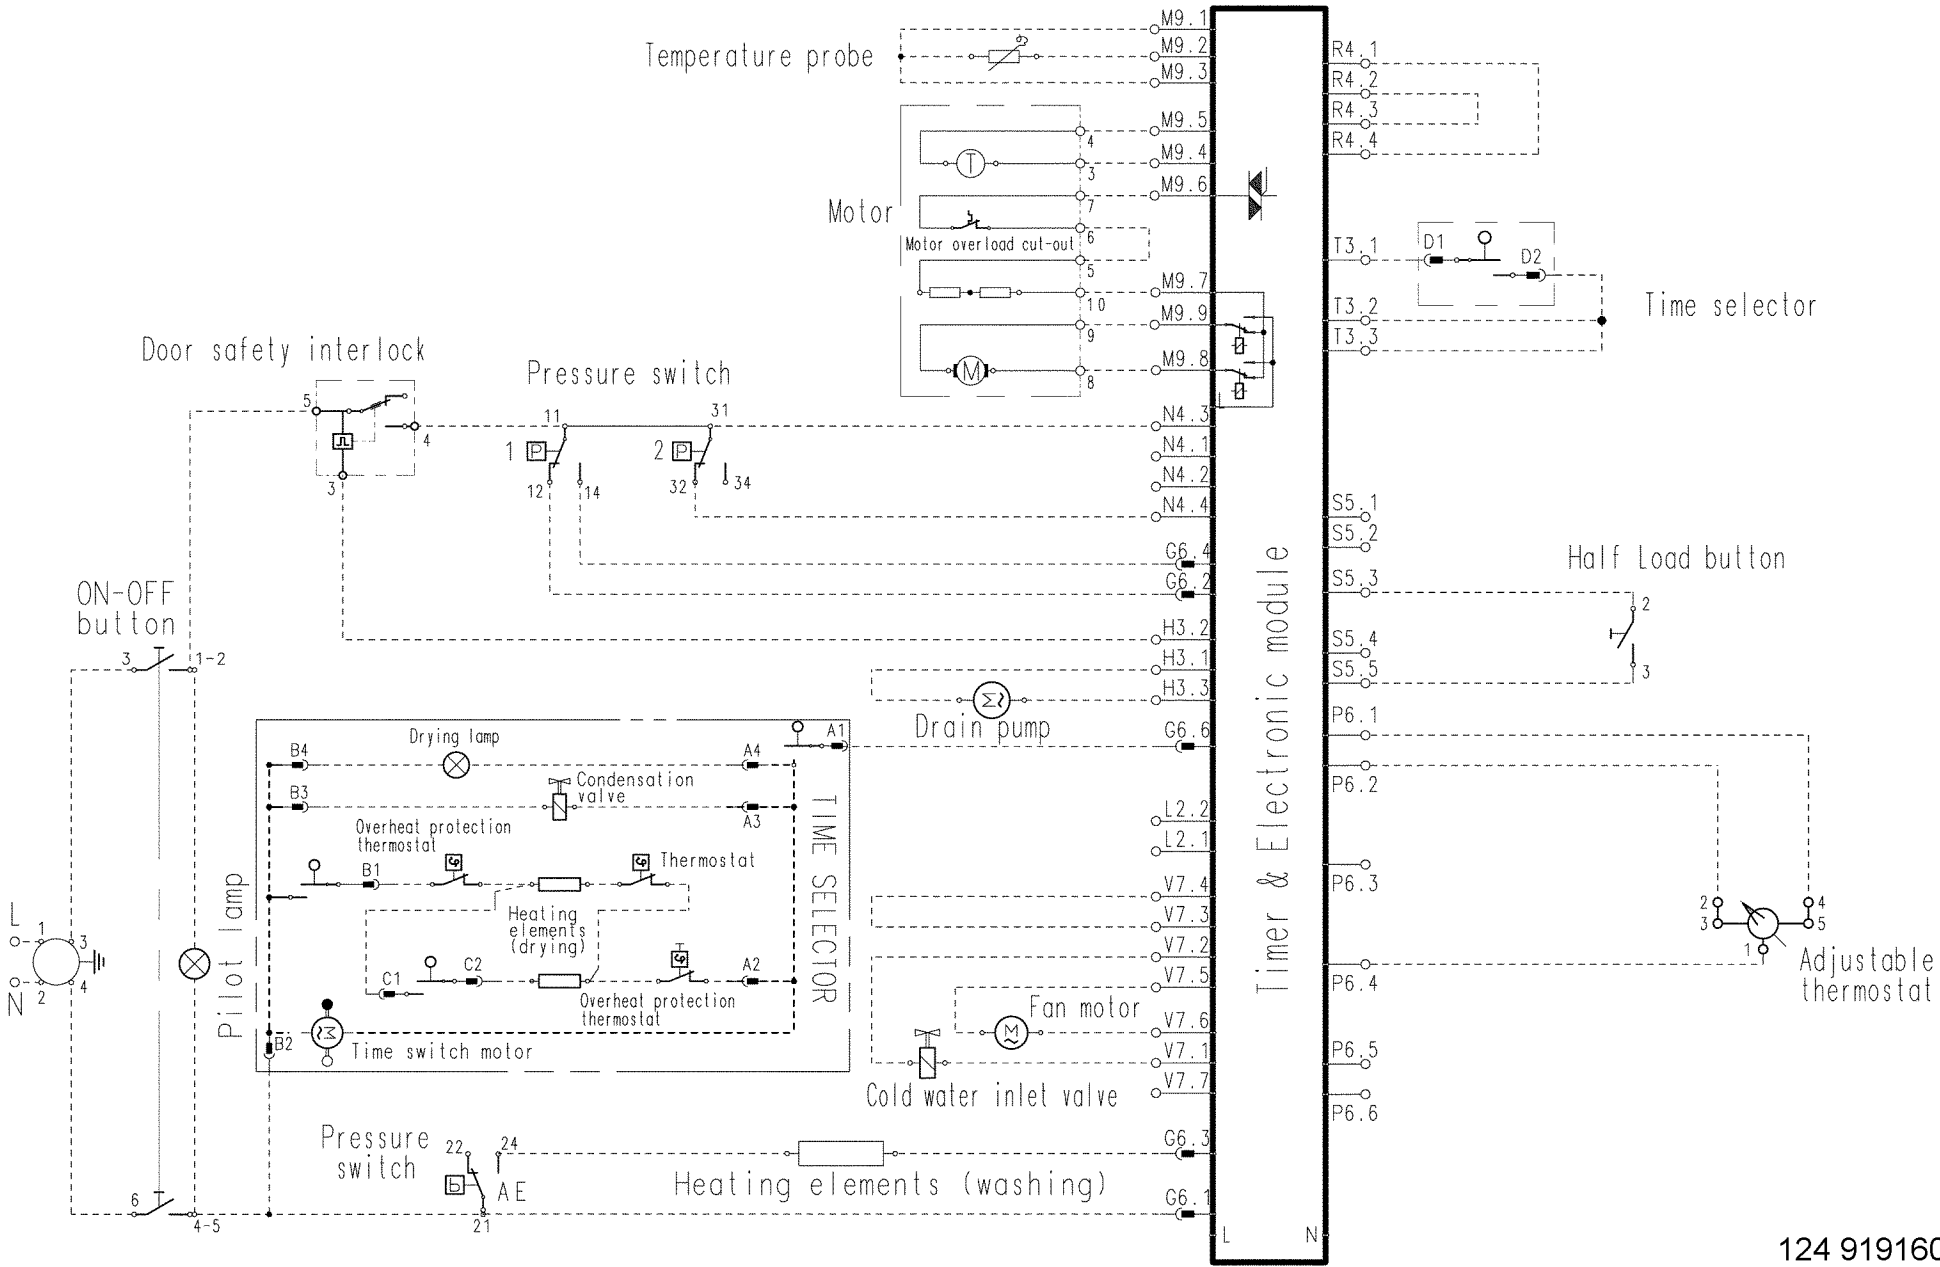 Temperature probe
M9.1
M9.2
M9.3
M9.5
4
M9.4
3
M9.6
7
Motor
6
Motor overload cut-out
5
M9.7
10
M9.9
9
M9.8
8
R4.1
R4.2
R4.3
R4.4
T3.1
D1
D2
T3.2
T3.3
Time selector
Door safety interlock
5
4
3
Pressure switch
11
31
1
P
2
P
12
14
32
34
L
N4.3
N4.1
N4.2
N4.4
G6.4
G6.2
H3.2
H3.1
H3.3
Drain pump
G6.6
S5.1
S5.2
S5.3
S5.4
S5.5
Half Load button
2
3
ON-OFF
button
3
1-2
Drying lamp
B4
A4
A1
Condensation
valve
B3
A3
Overheat protection
thermostat
Thermostat
B1
Heating
elements
(drying)
C1
C2
A2
Overheat protection
thermostat
B2
Time switch motor
TIME SELECTOR
Pilot lamp
L
N
1
3
2
4
L2.2
L2.1
V7.4
V7.3
V7.2
V7.5
Fan motor
M
V7.6
V7.1
V7.7
Cold water inlet valve
Timer & Electronic module
P6.1
P6.2
P6.3
P6.4
P6.5
P6.6
2
4
3
5
1
Adjustable
thermostat
Pressure
switch
22
24
AE
21
6
4-5
Heating elements (washing)
G6.3
G6.1
L
N
T
M
124 919160